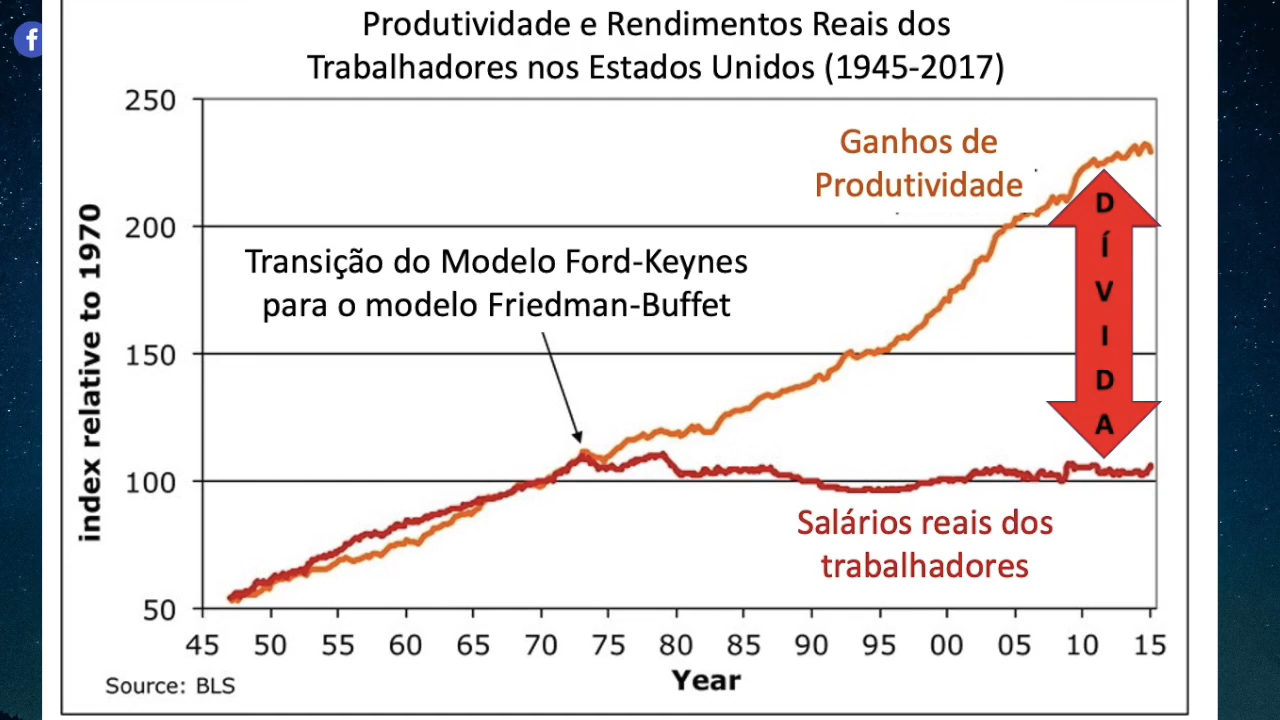 f
Produtividade e Rendimentos Reais dos
Trabalhadores nos Estados Unidos (1945-2017)
250
200
150
100
50
index relative to 1970
Ganhos de
Produtividade
Transição do Modelo Ford-Keynes
para o modelo Friedman-Buffet
D
Í
V
I
D
A
Salários reais dos
trabalhadores
45 50 55 60 65 70 75 80 85 90 95 00 05 10 15
Year
Source: BLS